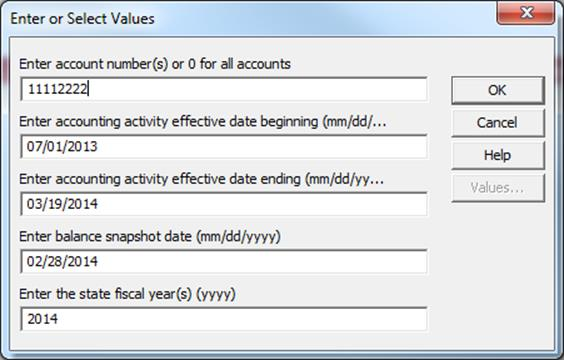 Enter or Select Values
Enter account number(s) or 0 for all accounts
11112222
OK
Enter accounting activity effective date beginning (mm/dd/...
Cancel
07/01/2013
Help
Enter accounting activity effective date ending (mm/dd/yy...
Values...
03/19/2014
Enter balance snapshot date (mm/dd/yyyy)
02/28/2014
Enter the state fiscal year(s) (yyyy)
2014